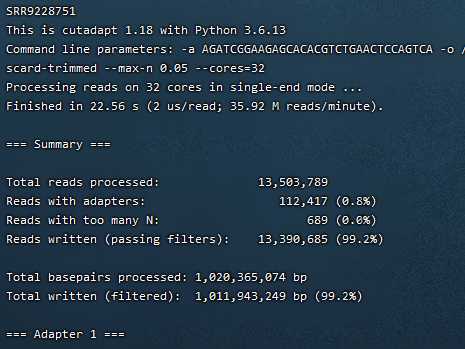 SRR9228751
This is cutadapt 1.18 with Python 3.6.13
Command line parameters: -a AGATCGGAAGAGCACACGTCTGAACTCCAGTCA -o /
scard-trimmed --max-n 0.05 --cores=32
Processing reads on 32 cores in single-end mode ...
Finished in 22.56 s (2 us/read; 35.92 M reads/minute).
=== Summary ===
Total reads processed: 13,503,789
Reads with adapters: 112,417 (0.8%)
Reads with too many N: 689 (0.0%)
Reads written (passing filters): 13,390,685 (99.2%)
Total basepairs processed: 1,020,365,074 bp
Total written (filtered): 1,011,943,249 bp (99.2%)
=== Adapter 1 ===